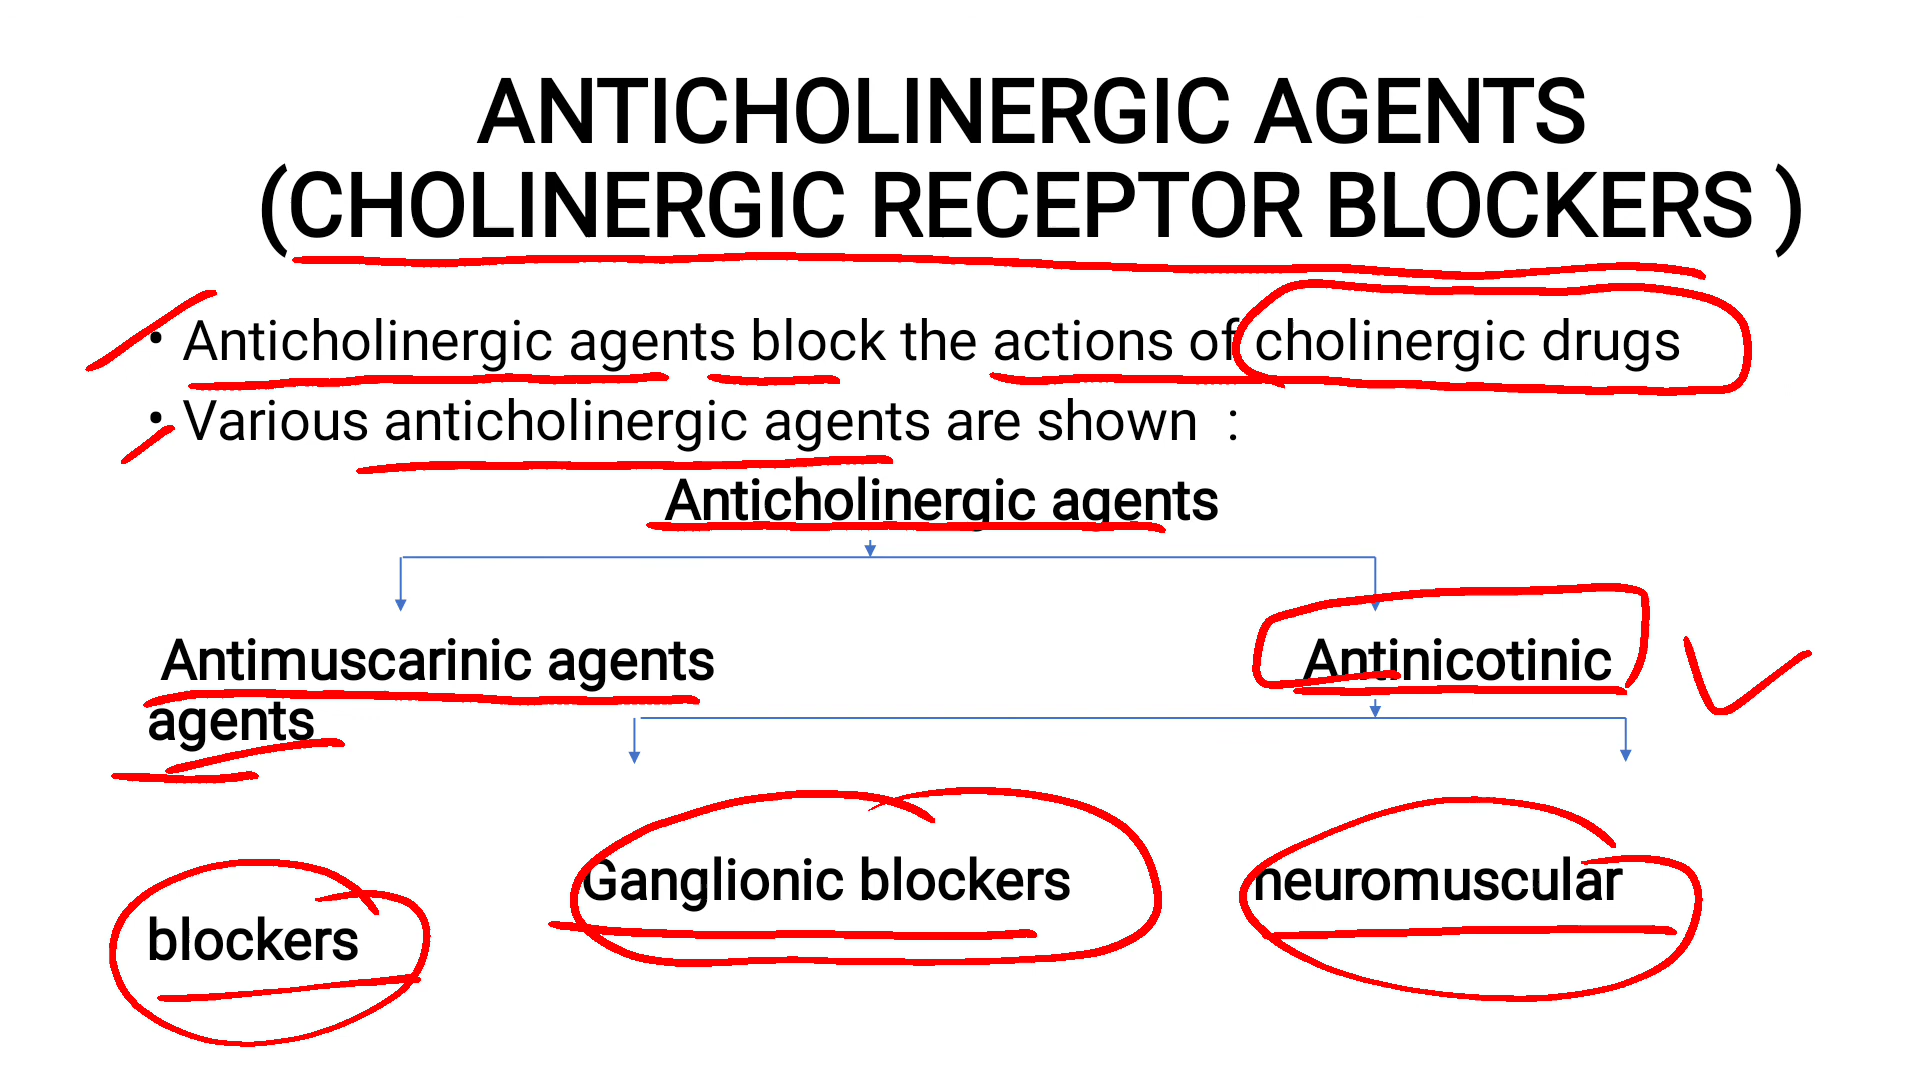 ANTICHOLINERGIC AGENTS
(CHOLINERGIC RECEPTOR BLOCKERS )
• Anticholinergic agents block the actions of cholinergic drugs
• Various anticholinergic agents are shown :
Anticholinergic agents
Antimuscarinic agents Antinicotinic
agents
Ganglionic blockers neuromuscular
blockers